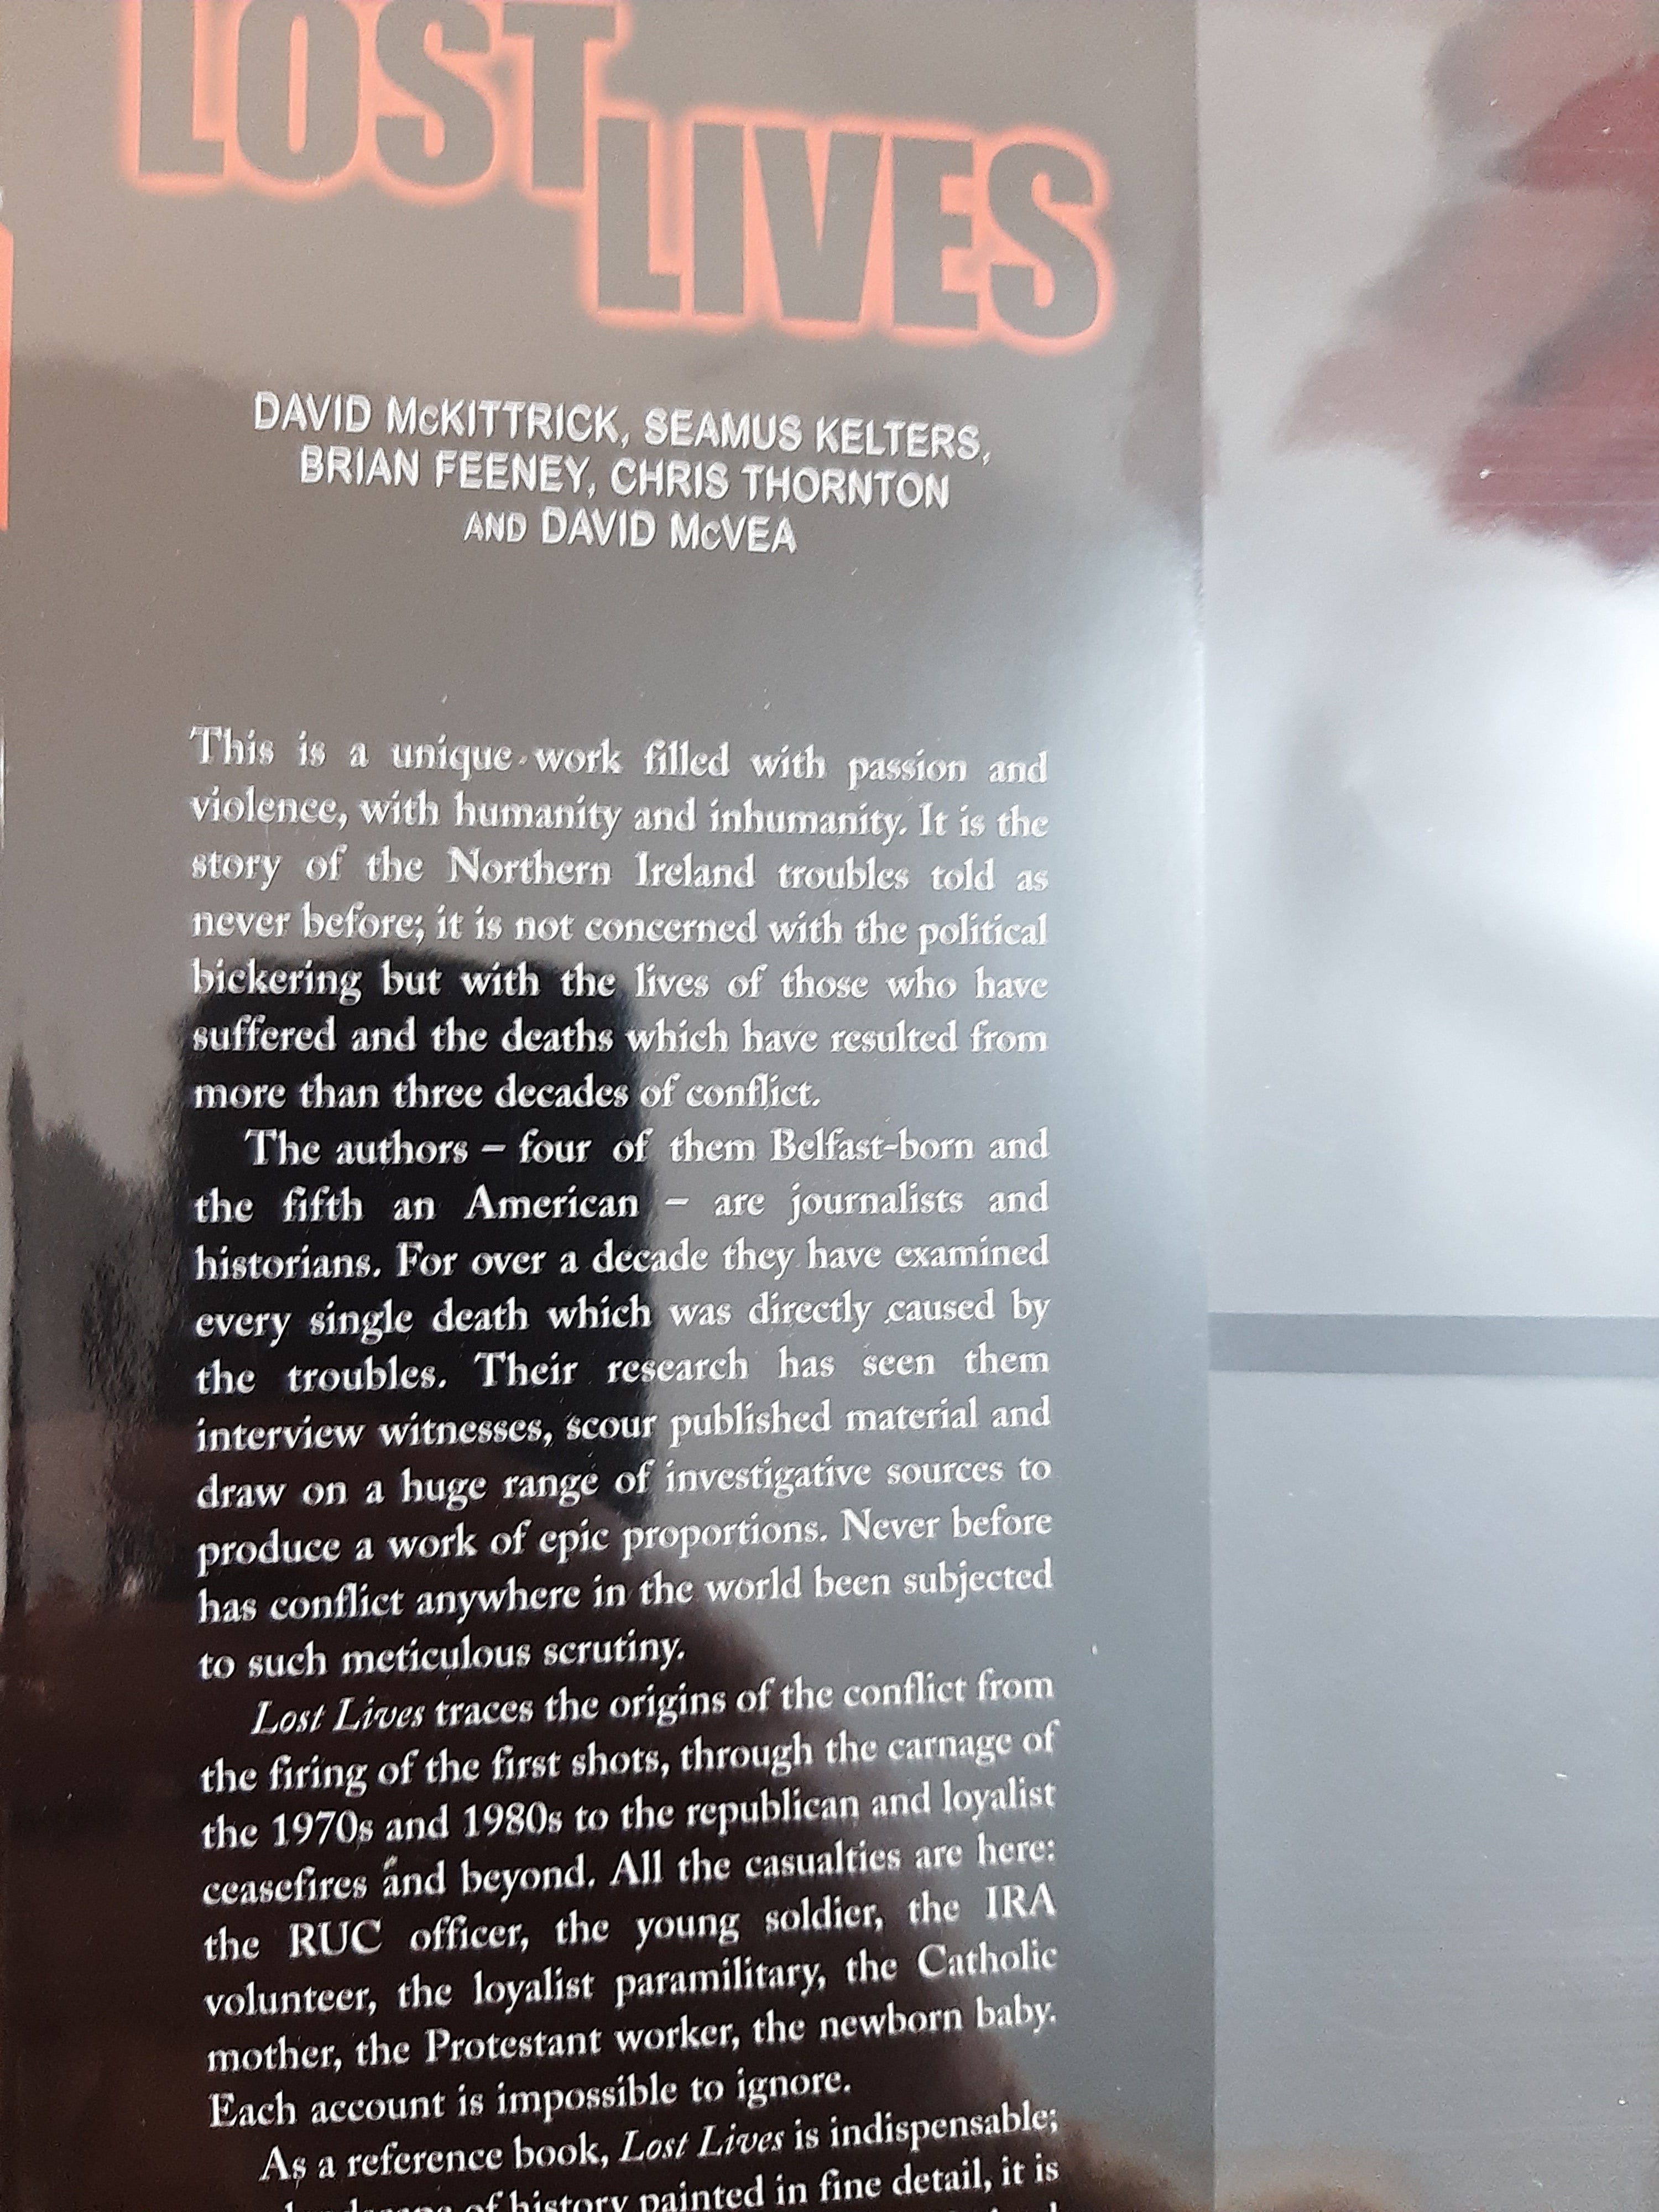 LOST
LIVES
DAVID McKITTRICK, SEAMUS KELTERS,
BRIAN FEENEY, CHRIS THORNTON
AND DAVID McVEA
This is a unique work filled with passion and
violence, with humanity and inhumanity. It is the
story of the Northern Ireland troubles told as
never before; it is not concerned with the political
bickering but with the lives of those who have
suffered and the deaths which have resulted from
more than three decades of conflict.
The authors – four of them Belfast-born and
the fifth an American – are journalists and
historians. For over a decade they have examined
every single death which was directly caused by
the troubles. Their research has seen them
interview witnesses, scour published material and
draw on a huge range of investigative sources to
produce a work of epic proportions. Never before
has conflict anywhere in the world been subjected
to such meticulous scrutiny.
Lost Lives traces the origins of the conflict from
the firing of the first shots, through the carnage of
the 1970s and 1980s to the republican and loyalist
ceasefires and beyond. All the casualties are here:
the RUC officer, the young soldier, the IRA
volunteer, the loyalist paramilitary, the Catholic
mother, the Protestant worker, the newborn baby.
Each account is impossible to ignore.
As a reference book, Lost Lives is indispensable;
of history painted in fine detail, it is